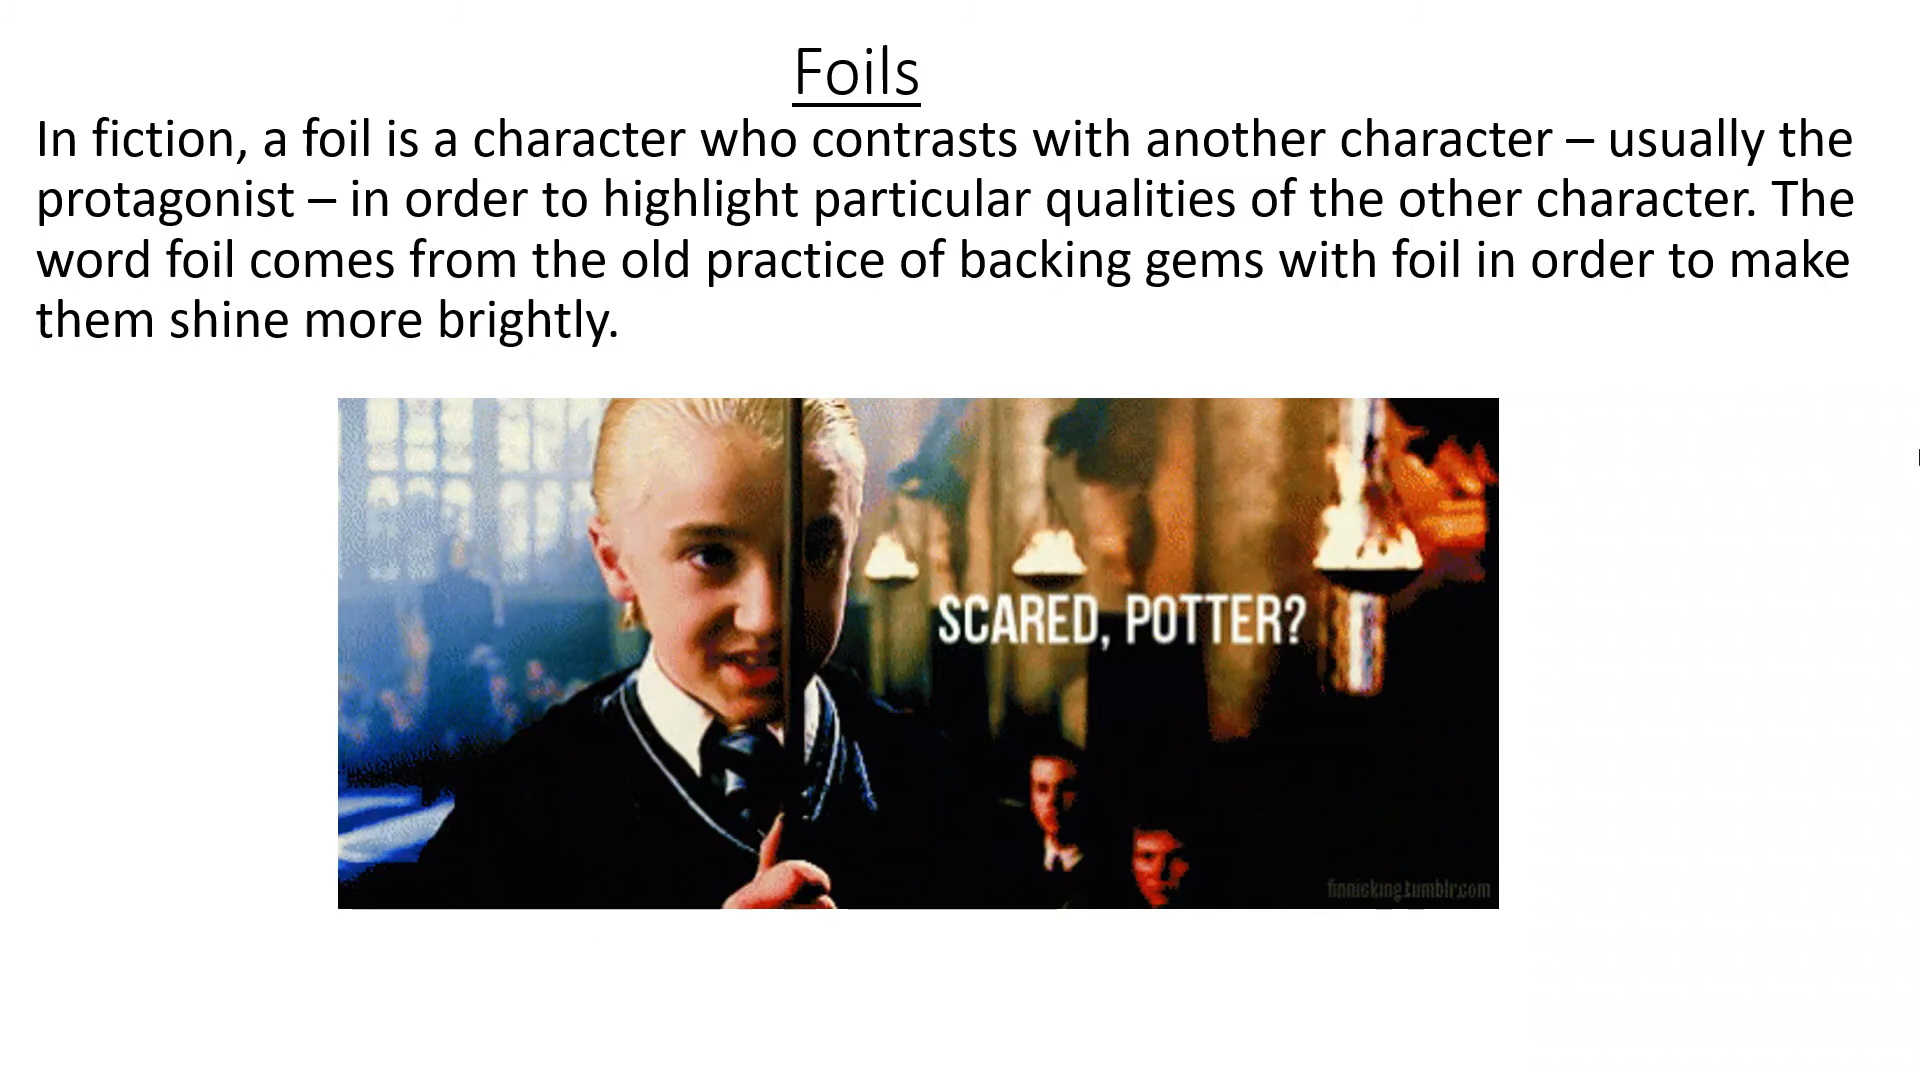 Foils
In fiction, a foil is a character who contrasts with another character – usually the
protagonist – in order to highlight particular qualities of the other character. The
word foil comes from the old practice of backing gems with foil in order to make
them shine more brightly.
SCARED, POTTER?
finnicking.tumblr.com